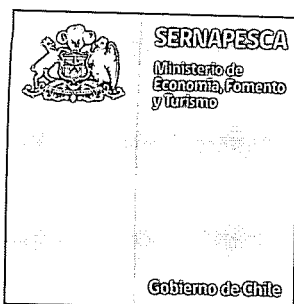 SERNAPESCA
Ministerio de
Economía, Fomento
y Turismo
Gobierno de Chile